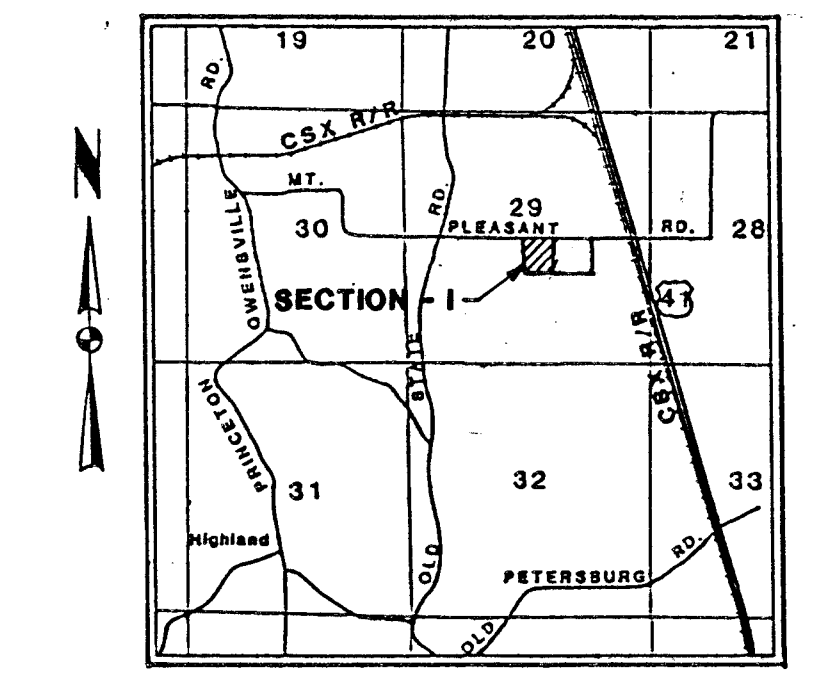 19 20 21
RD.
CSX R/R
N
MT.
RD.
29
30 PLEASANT RD. 28
OWENSVILLE
SECTION - I
41
STATE
CSX R/R
PRINCETON
31 32 33
Highland
OLD
PETERSBURG RD.
OLD